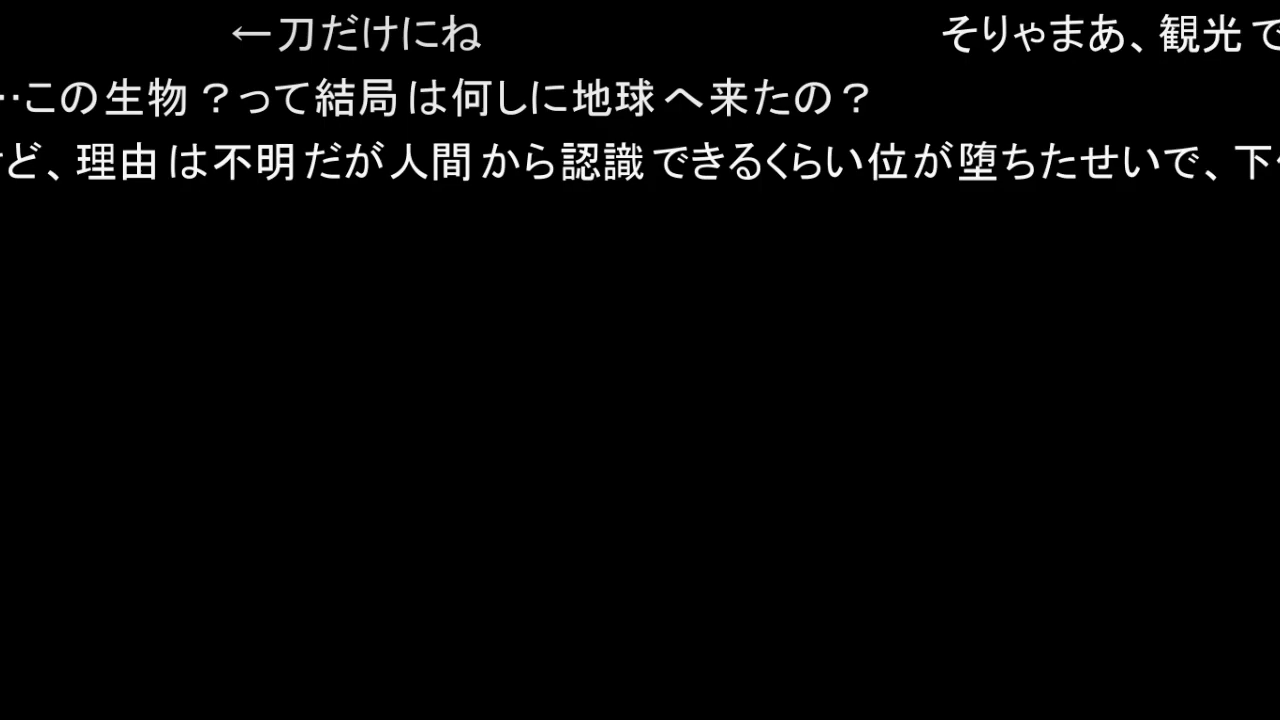 ←刀だけにね そりゃまあ、観光で
…この生物？って結局は何しに地球へ来たの？
ど、理由は不明だが人間から認識できるくらい位が堕ちたせいで、下